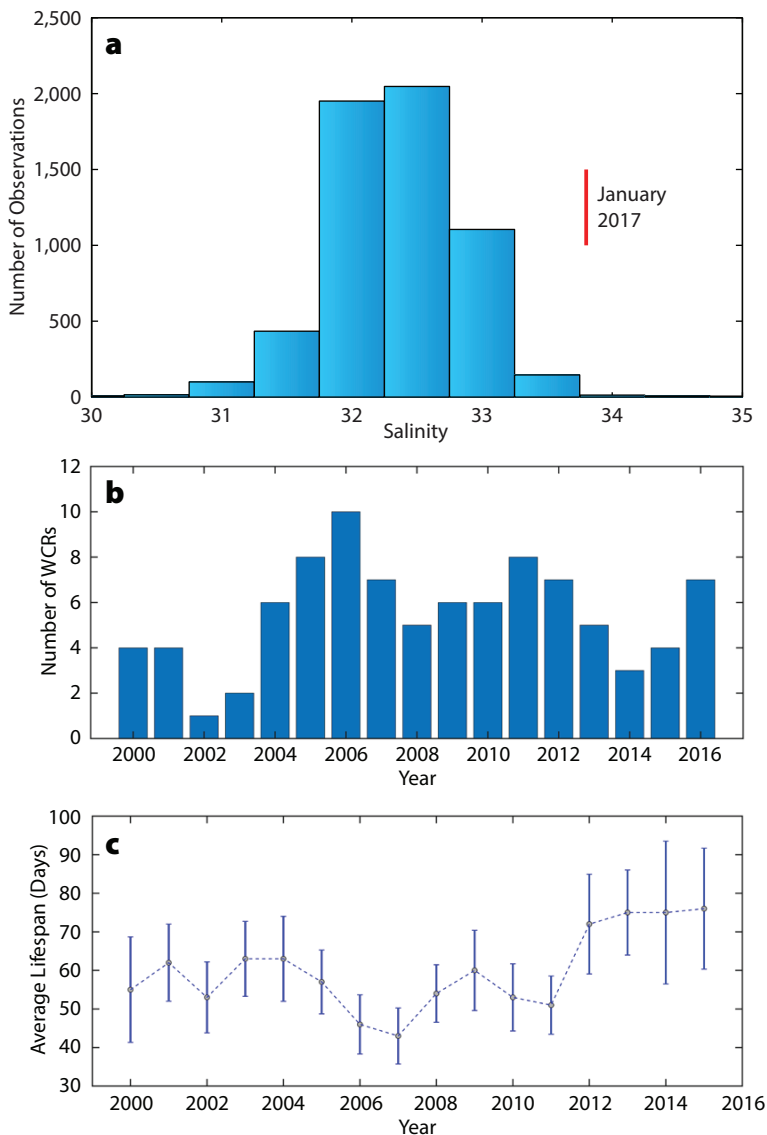 a
2,500
2,000
1,500
1,000
500
0
Number of Observations
January
2017
30 31 32 33 34 35
Salinity
b
12
10
8
6
4
2
0
Number of WCRs
2000 2002 2004 2006 2008 2010 2012 2014 2016
Year
c
100
90
80
70
60
50
40
30
Average Lifespan (Days)
2000 2002 2004 2006 2008 2010 2012 2014 2016
Year